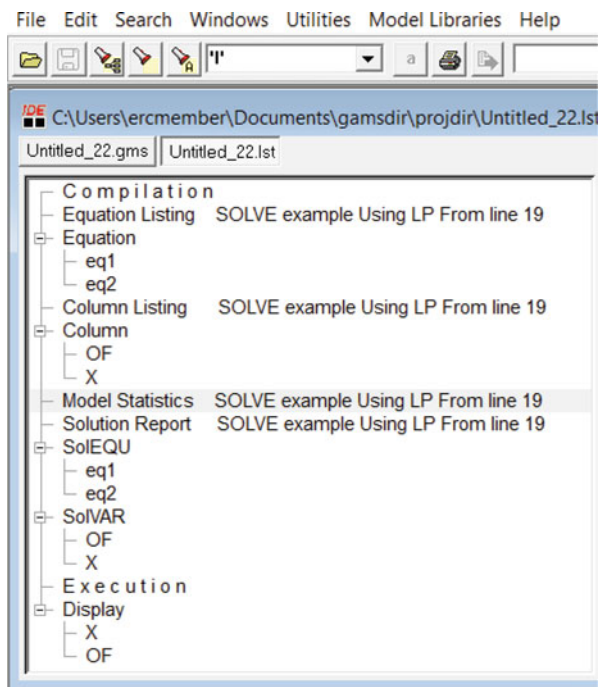 File Edit Search Windows Utilities Model Libraries Help
"I" a
IDE C:\Users\ercmember\Documents\gamsdir\projdir\Untitled_22.lst
Untitled_22.gms Untitled_22.lst
Compilation
Equation Listing SOLVE example Using LP From line 19
Equation
eq1
eq2
Column Listing SOLVE example Using LP From line 19
Column
OF
X
Model Statistics SOLVE example Using LP From line 19
Solution Report SOLVE example Using LP From line 19
SolEQU
eq1
eq2
SolVAR
OF
X
Execution
Display
X
OF